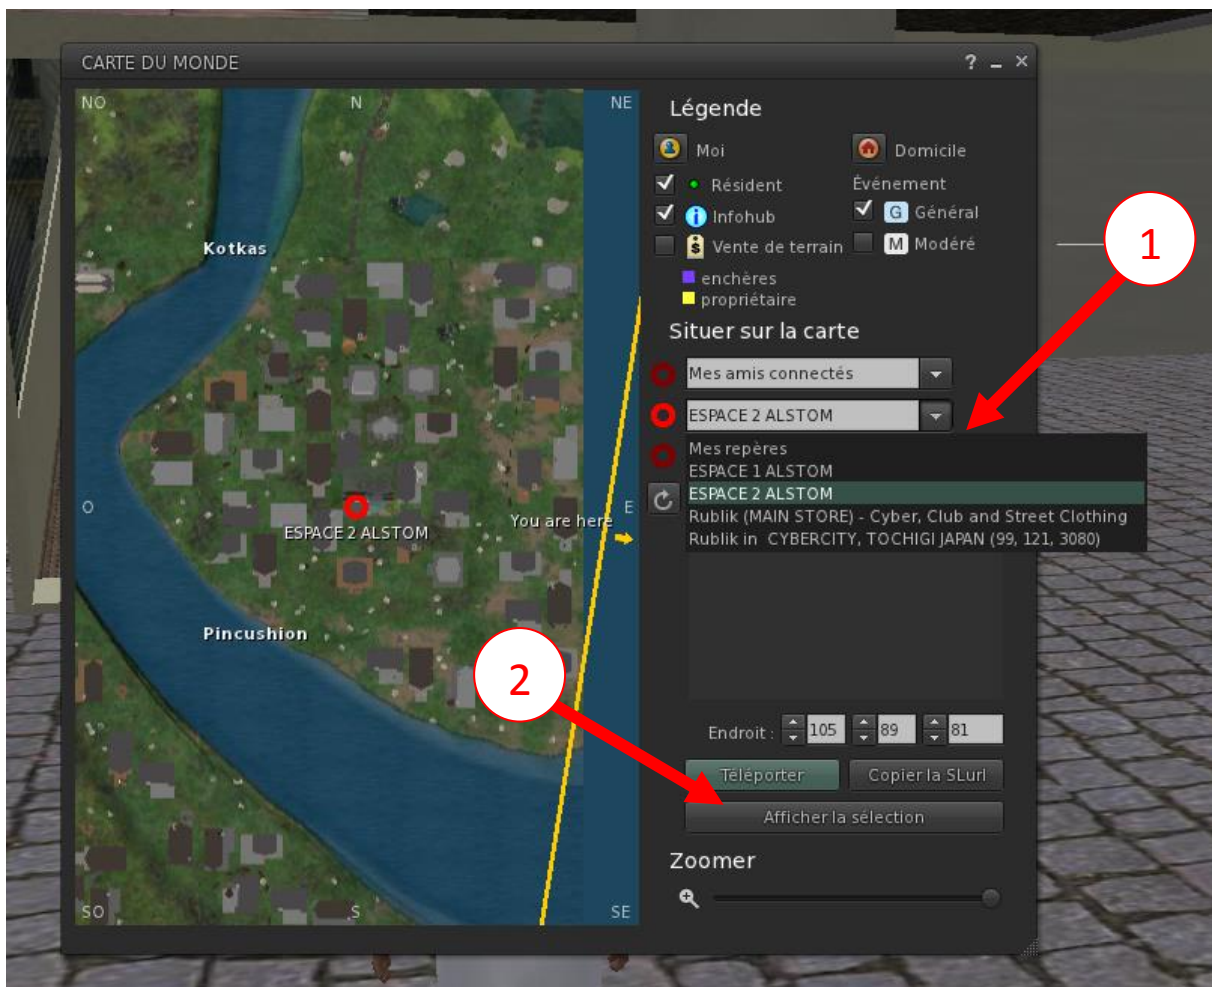 CARTE DU MONDE
? – ×
NO
N
NE
Kotkas
O
E
You are here
ESPACE 2 ALSTOM
Pincushion
SO
S
SE
Légende
Moi
Domicile
Résident
Événement
Infohub
G Général
Vente de terrain
M Modéré
enchères
propriétaire
Situer sur la carte
Mes amis connectés
ESPACE 2 ALSTOM
Mes repères
ESPACE 1 ALSTOM
ESPACE 2 ALSTOM
Rublik (MAIN STORE) - Cyber, Club and Street Clothing
Rublik in CYBERCITY, TOCHIGI JAPAN (99, 121, 3080)
Endroit : 105 89 81
Téléporter
Copier la SLurl
Afficher la sélection
Zoomer
1
2